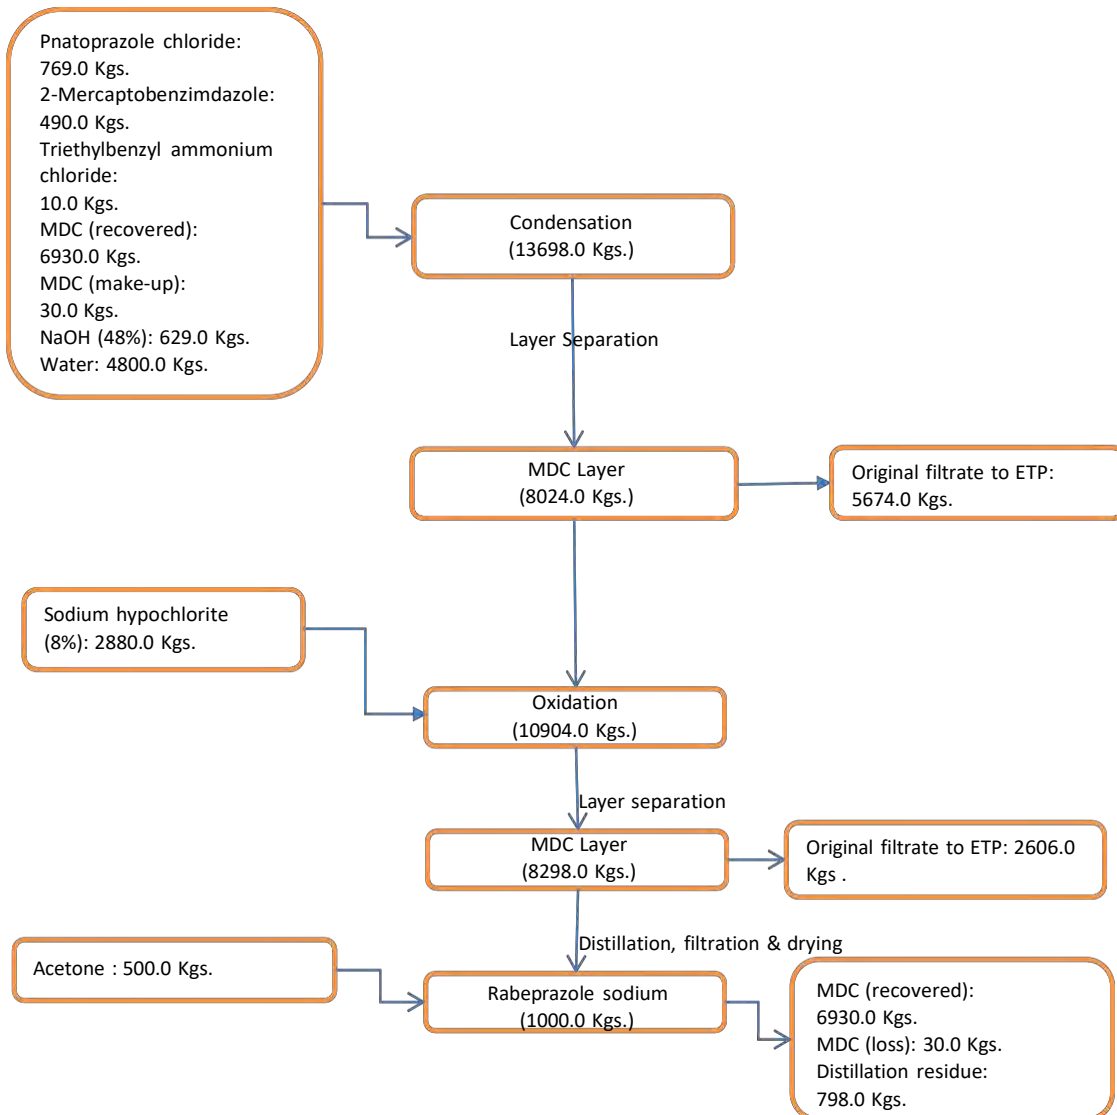 Pnatoprazole chloride:
769.0 Kgs.
2-Mercaptobenzimdazole:
490.0 Kgs.
Triethylbenzyl ammonium
chloride:
10.0 Kgs.
MDC (recovered):
6930.0 Kgs.
MDC (make-up):
30.0 Kgs.
NaOH (48%): 629.0 Kgs.
Water: 4800.0 Kgs.
Condensation
(13698.0 Kgs.)
Layer Separation
MDC Layer
(8024.0 Kgs.)
Original filtrate to ETP:
5674.0 Kgs.
Sodium hypochlorite
(8%): 2880.0 Kgs.
Oxidation
(10904.0 Kgs.)
Layer separation
MDC Layer
(8298.0 Kgs.)
Original filtrate to ETP: 2606.0
Kgs .
Distillation, filtration & drying
Acetone : 500.0 Kgs.
Rabeprazole sodium
(1000.0 Kgs.)
MDC (recovered):
6930.0 Kgs.
MDC (loss): 30.0 Kgs.
Distillation residue:
798.0 Kgs.